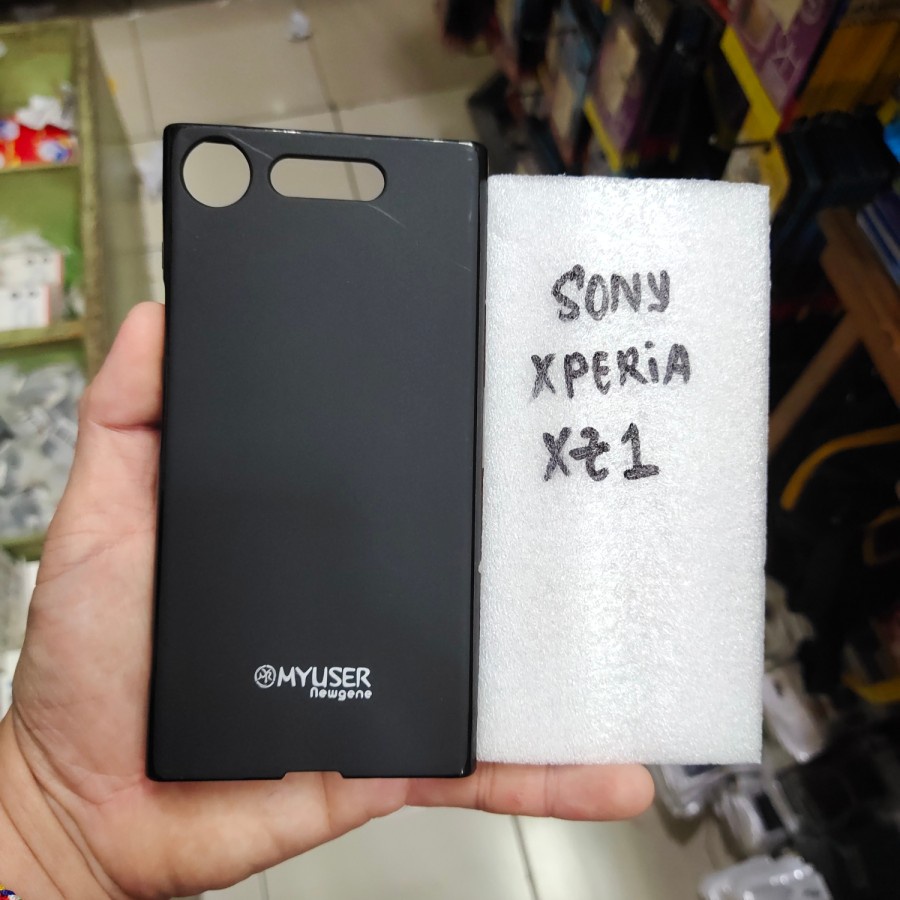 SONY
XPERiA
XZ1
MYUSER
Newgene